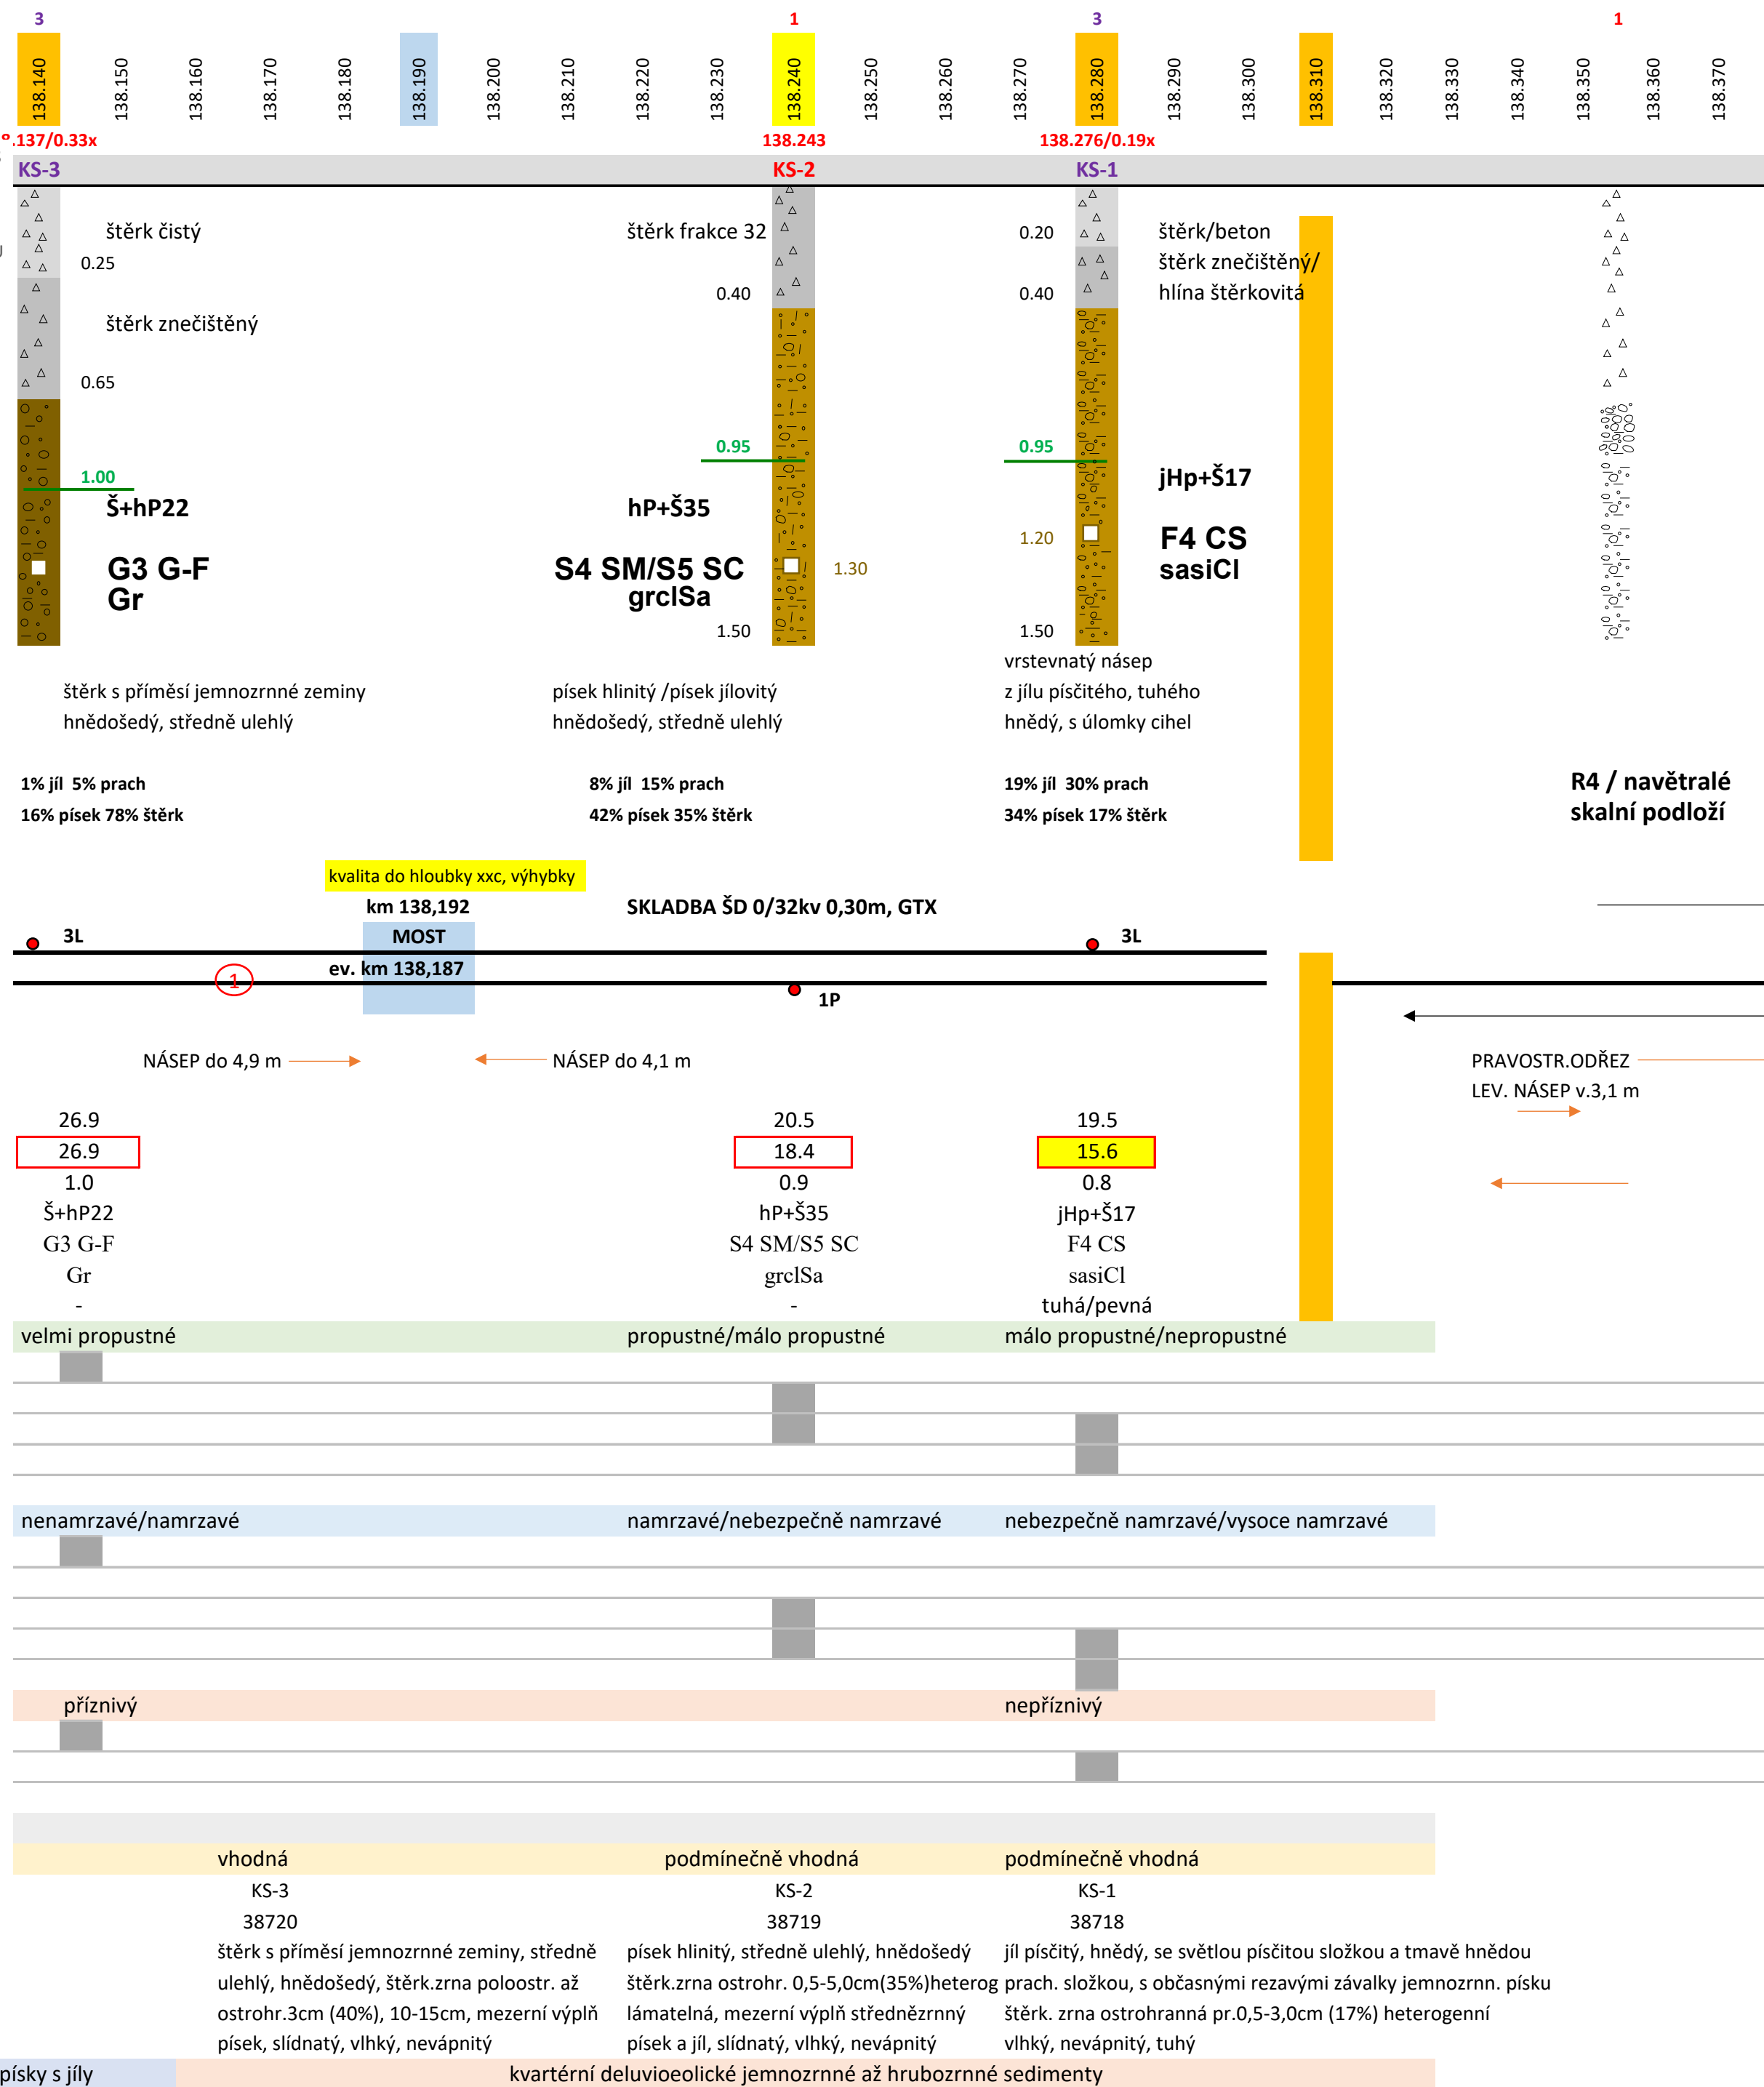 3 1 3 1
138.140 138.150 138.160 138.170 138.180 138.190 138.200 138.210 138.220 138.230 138.240 138.250 138.260 138.270 138.280 138.290 138.300 138.310 138.320 138.330 138.340 138.350 138.360 138.370
.137/0.33x 138.243 138.276/0.19x
KS-3 KS-2 KS-1
štěrk čistý štěrk frakce 32 0.20 štěrk/beton
0.25 štěrk znečištěný/
0.40 0.40 hlína štěrkovitá
štěrk znečištěný
0.65
0.95 0.95
1.00 jHp+Š17
Š+hP22 hP+Š35
1.20 F4 CS
G3 G-F S4 SM/S5 SC 1.30 sasiCl
Gr grclSa
1.50 1.50
vrstevnatý násep
štěrk s příměsí jemnozrnné zeminy písek hlinitý /písek jílovitý z jílu písčitého, tuhého
hnědošedý, středně ulehlý hnědošedý, středně ulehlý hnědý, s úlomky cihel
1% jíl 5% prach 8% jíl 15% prach 19% jíl 30% prach R4 / navětralé
16% písek 78% štěrk 42% písek 35% štěrk 34% písek 17% štěrk skalní podloží
kvalita do hloubky xxc, výhybky
km 138,192 SKLADBA ŠD 0/32kv 0,30m, GTX
3L MOST 3L
ev. km 138,187
1
1P
NÁSEP do 4,9 m NÁSEP do 4,1 m PRAVOSTR.ODŘEZ
LEV. NÁSEP v.3,1 m
26.9 20.5 19.5
26.9 18.4 15.6
1.0 0.9 0.8
Š+hP22 hP+Š35 jHp+Š17
G3 G-F S4 SM/S5 SC F4 CS
Gr grclSa sasiCl
- - tuhá/pevná
velmi propustné propustné/málo propustné málo propustné/nepropustné
nenamrzavé/namrzavé namrzavé/nebezpečně namrzavé nebezpečně namrzavé/vysoce namrzavé
příznivý nepříznivý
vhodná podmínečně vhodná podmínečně vhodná
KS-3 KS-2 KS-1
38720 38719 38718
štěrk s příměsí jemnozrnné zeminy, středně písek hlinitý, středně ulehlý, hnědošedý jíl písčitý, hnědý, se světlou písčitou složkou a tmavě hnědou
ulehlý, hnědošedý, štěrk.zrna poloostr. až štěrk.zrna ostrohr. 0,5-5,0cm(35%)heterog prach. složkou, s občasnými rezavými závalky jemnozrnn. písku
ostrohr.3cm (40%), 10-15cm, mezerní výplň lámatelná, mezerní výplň střednězrnný štěrk. zrna ostrohranná pr.0,5-3,0cm (17%) heterogenní
písek, slídnatý, vlhký, nevápnitý písek a jíl, slídnatý, vlhký, nevápnitý vlhký, nevápnitý, tuhý
písky s jíly kvartérní deluvioeolické jemnozrnné až hrubozrnné sedimenty